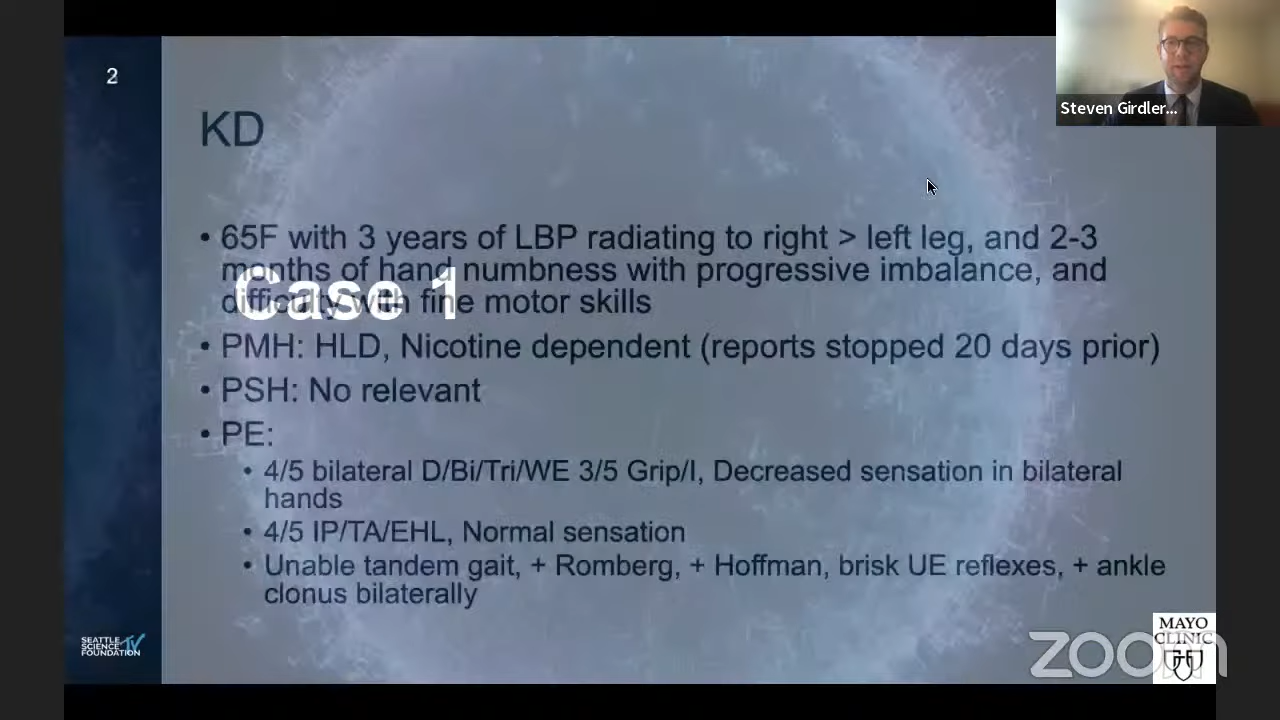 2
Steven Girdler...
KD
• 65F with 3 years of LBP radiating to right > left leg, and 2-3
months of hand numbness with progressive imbalance, and
difficulty with fine motor skills
Case 1
• PMH: HLD, Nicotine dependent (reports stopped 20 days prior)
• PSH: No relevant
• PE:
• 4/5 bilateral D/Bi/Tri/WE 3/5 Grip/I, Decreased sensation in bilateral
hands
• 4/5 IP/TA/EHL, Normal sensation
• Unable tandem gait, + Romberg, + Hoffman, brisk UE reflexes, + ankle
clonus bilaterally
SEATTLE
SCIENCE
FOUNDATION
TV
MAYO
CLINIC
zoom